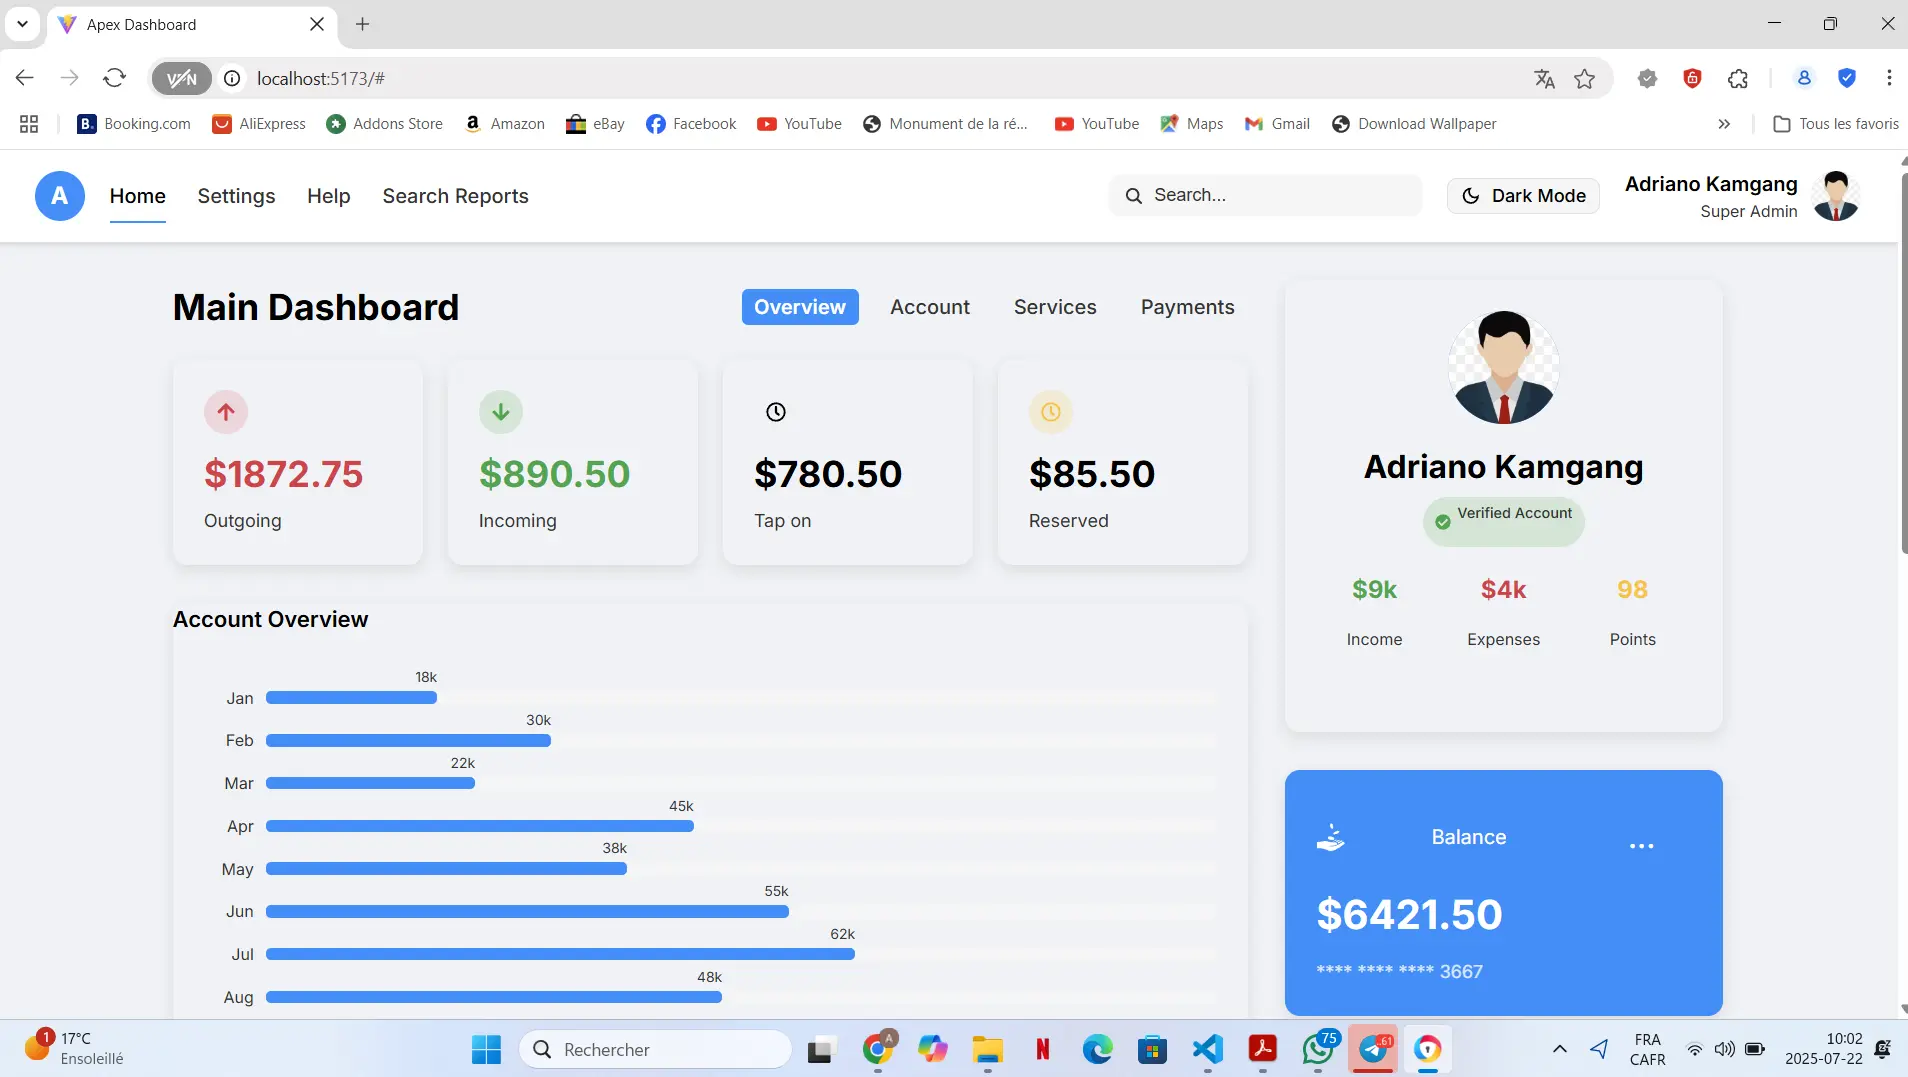 Apex Dashboard
VPN
localhost:5173/#
Booking.com
AliExpress
Addons Store
Amazon
eBay
Facebook
YouTube
Monument de la ré...
YouTube
Maps
Gmail
Download Wallpaper
Tous les favoris
A
Home
Settings
Help
Search Reports
Search...
Dark Mode
Adriano Kamgang
Super Admin
Main Dashboard
Overview
Account
Services
Payments
$1872.75
Outgoing
$890.50
Incoming
$780.50
Tap on
$85.50
Reserved
Adriano Kamgang
Verified Account
$9k
Income
$4k
Expenses
98
Points
Account Overview
18k
Jan
30k
Feb
22k
Mar
45k
Apr
38k
May
55k
Jun
62k
Jul
48k
Aug
Balance
...
$6421.50
**** **** **** 3667
1
17°C
Ensoleillé
Rechercher
A
75
..61
FRA
CAFR
10:02
2025-07-22